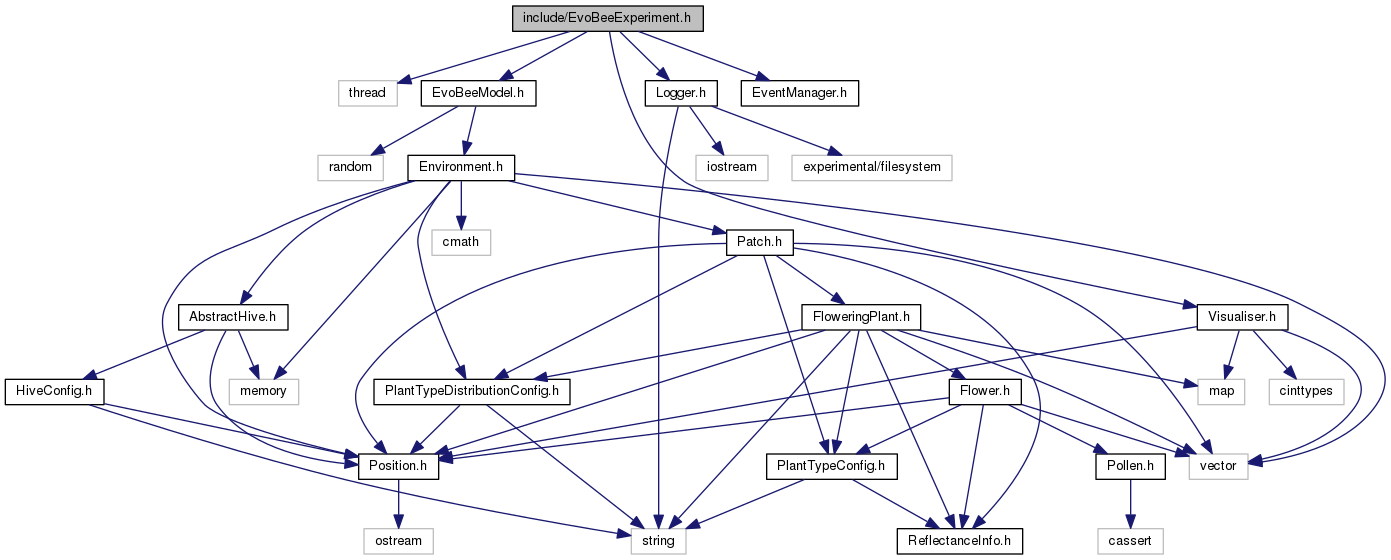 include/EvoBeeExperiment.h
thread
EvoBeeModel.h
Logger.h
EventManager.h
random
Environment.h
iostream
experimental/filesystem
cmath
Patch.h
AbstractHive.h
FloweringPlant.h
Visualiser.h
HiveConfig.h
memory
PlantTypeDistributionConfig.h
Flower.h
map
cinttypes
Position.h
PlantTypeConfig.h
Pollen.h
vector
ostream
string
ReflectanceInfo.h
cassert